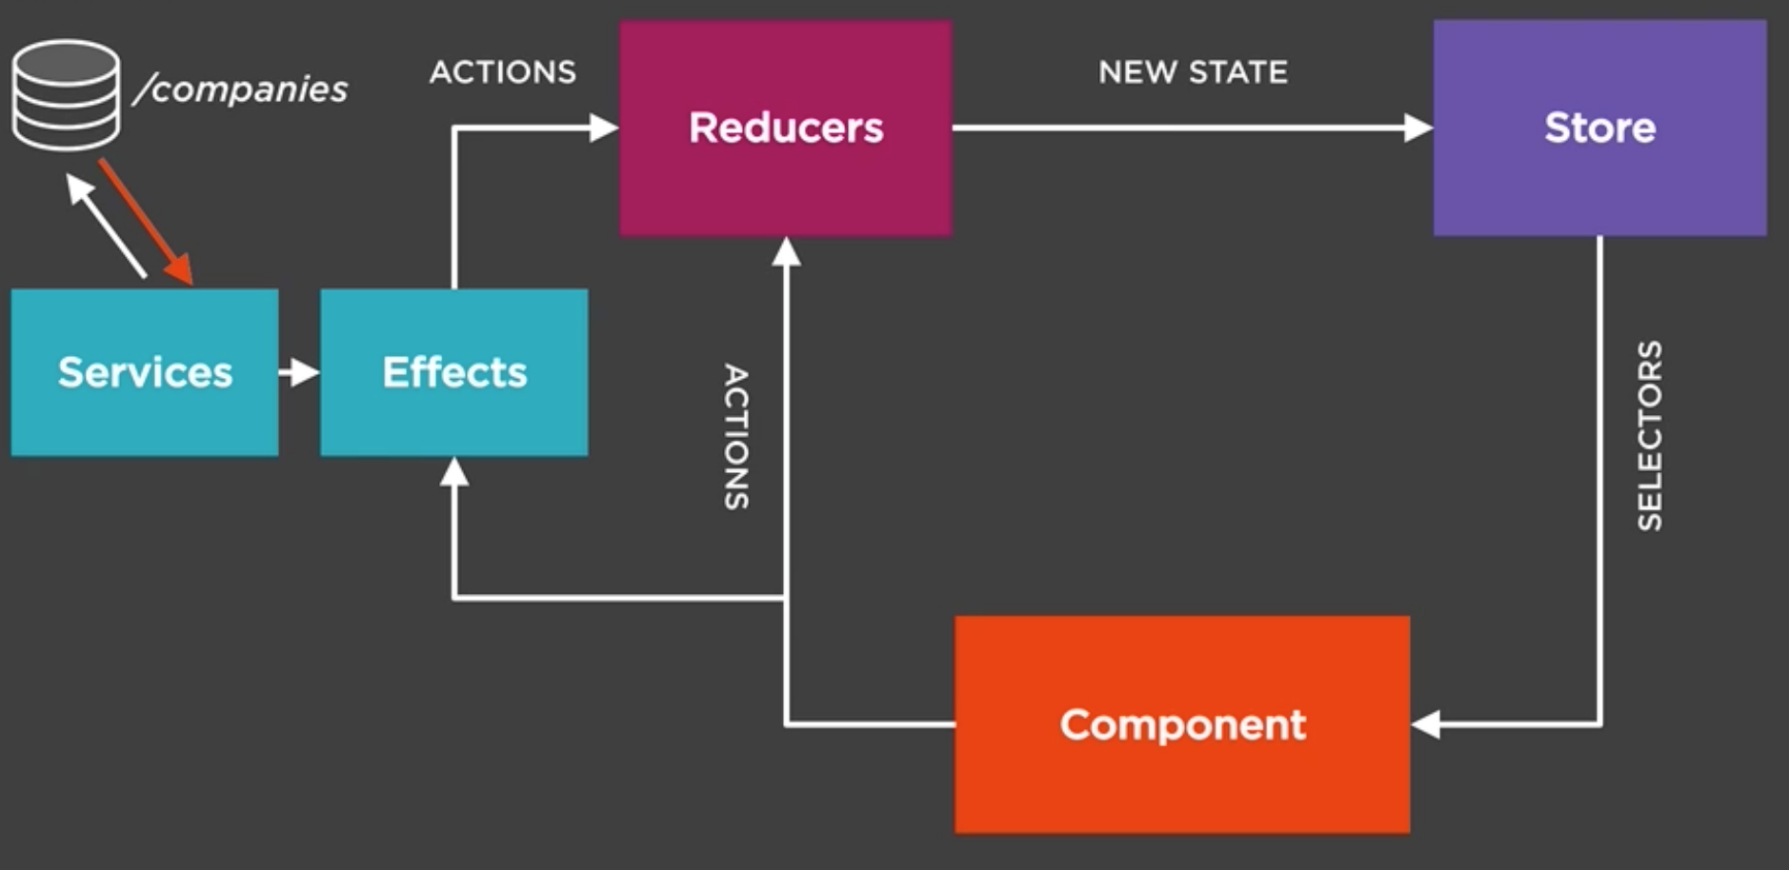 /companies
ACTIONS
Reducers
NEW STATE
Store
Services
Effects
ACTIONS
SELECTORS
Component